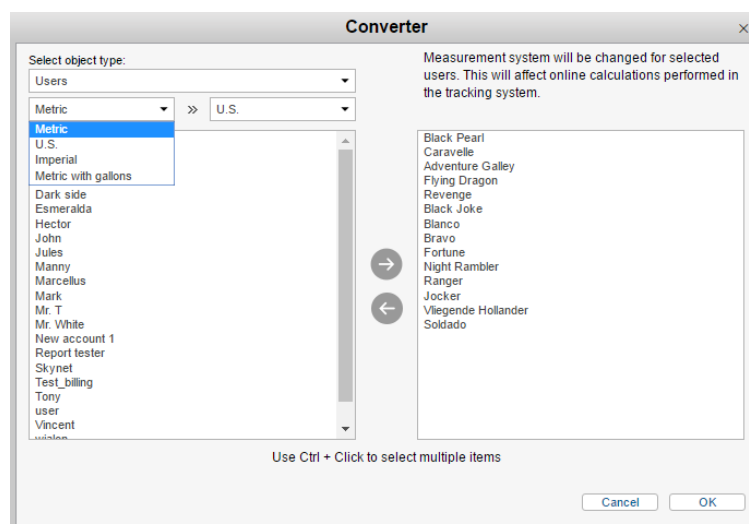 Converter
×
Select object type:
Users
Metric » U.S.
Metric
U.S.
Imperial
Metric with gallons
Dark side
Esmeralda
Hector
John
Jules
Manny
Marcellus
Mark
Mr. T
Mr. White
New account 1
Report tester
Skynet
Test_billing
Tony
user
Vincent
wialon
Measurement system will be changed for selected
users. This will affect online calculations performed in
the tracking system.
Black Pearl
Caravelle
Adventure Galley
Flying Dragon
Revenge
Black Joke
Blanco
Bravo
Fortune
Night Rambler
Ranger
Jocker
Vliegende Hollander
Soldado
Use Ctrl + Click to select multiple items
Cancel
OK